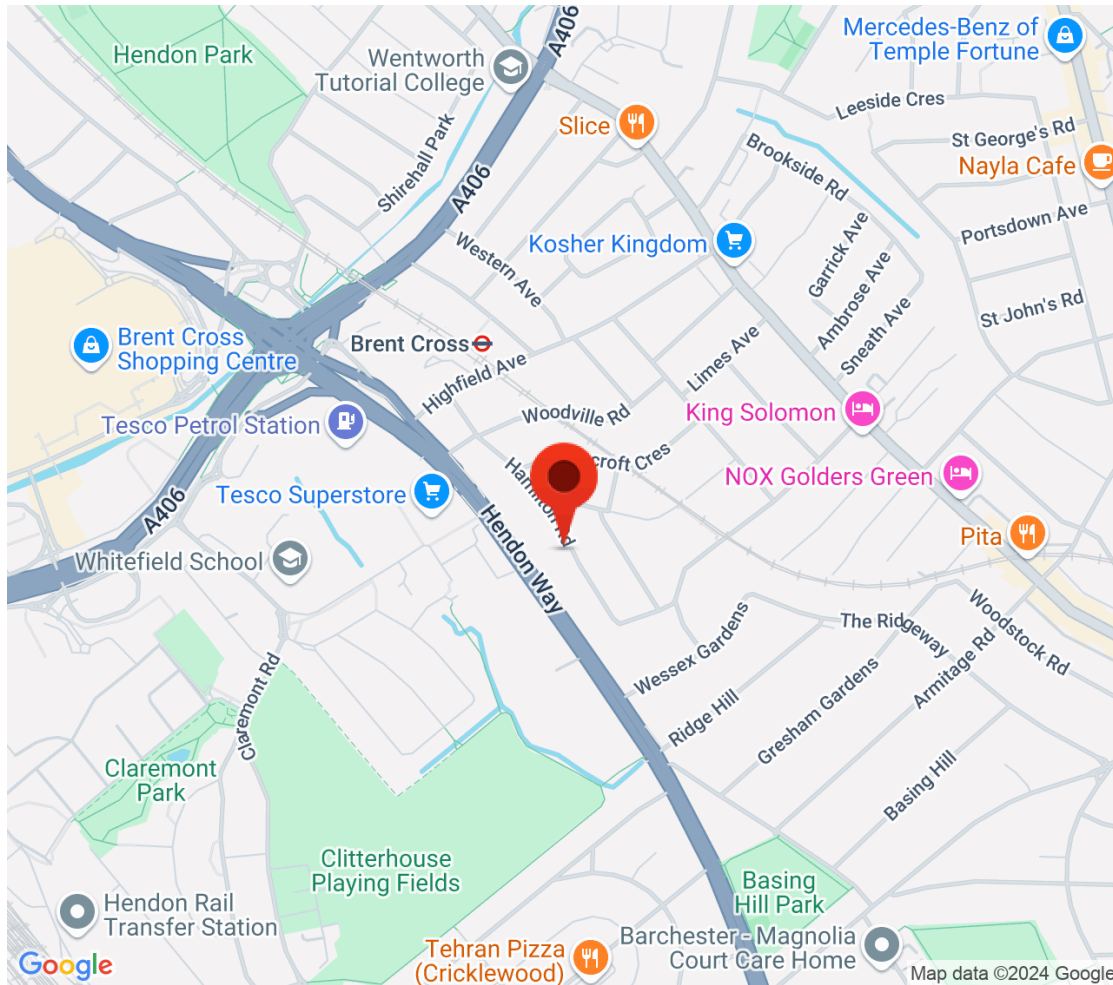 Hendon Park
Wentworth
Tutorial College
A406
Mercedes-Benz of
Temple Fortune
Leeside Cres
Slice
St George's Rd
Nayla Cafe
Brookside Rd
Shirehall Park
A406
Portsdown Ave
Kosher Kingdom
Western Ave
Garrick Ave
Ambrose Ave
Sneath Ave
St John's Rd
Brent Cross
Shopping Centre
Brent Cross
Highfield Ave
Limes Ave
Woodville Rd
King Solomon
Tesco Petrol Station
croft Cres
NOX Golders Green
Hamilton Rd
Tesco Superstore
A406
Hendon Way
Pita
Whitefield School
Woodstock Rd
The Ridgeway
Armitage Rd
Wessex Gardens
Ridge Hill
Gresham Gardens
Claremont Rd
Basing Hill
Claremont
Park
Clitterhouse
Playing Fields
Basing
Hill Park
Hendon Rail
Transfer Station
Barchester - Magnolia
Court Care Home
Tehran Pizza
(Cricklewood)
Google
Map data ©2024 Google